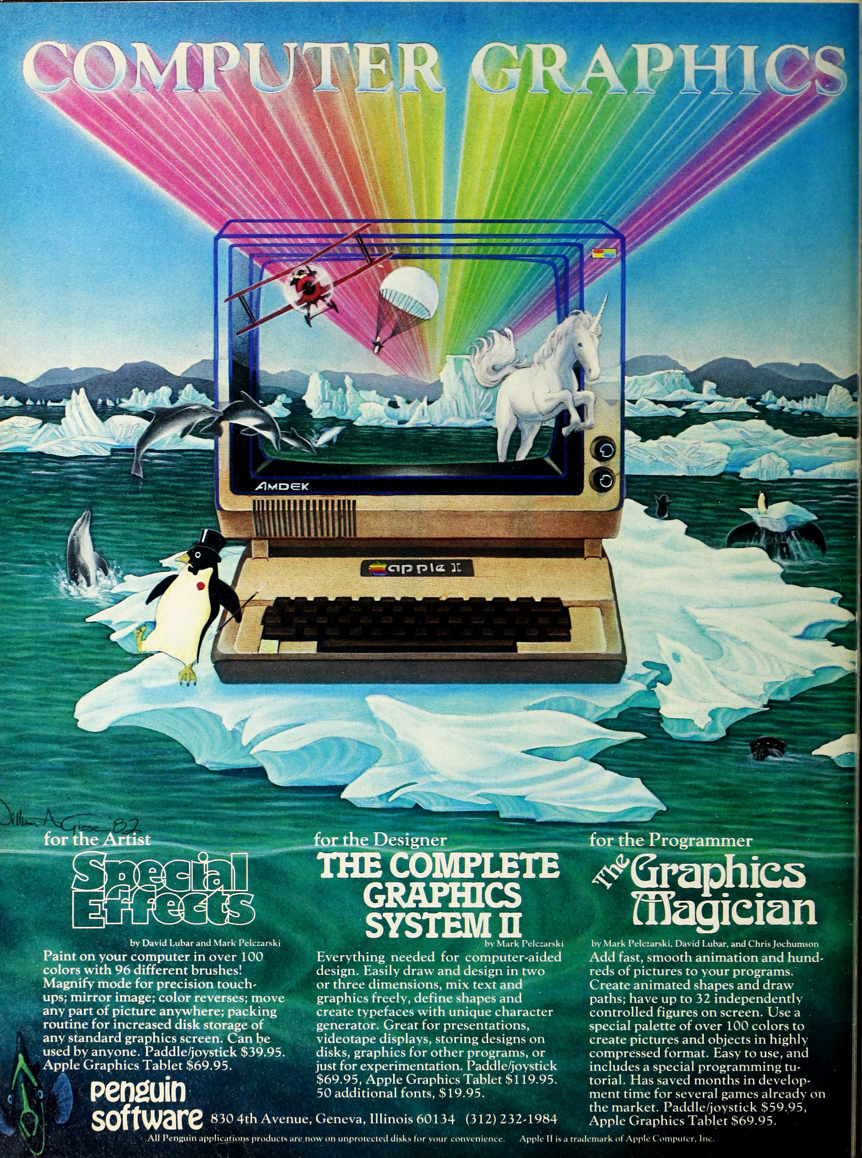 COMPUTER GRAPHICS
AMDEK
apple II
William A. Giese '82
for the Artist
Special
Effects
by David Lubar and Mark Pelczarski
Paint on your computer in over 100
colors with 96 different brushes!
Magnify mode for precision touch-
ups; mirror image; color reverses; move
any part of picture anywhere; packing
routine for increased disk storage of
any standard graphics screen. Can be
used by anyone. Paddle/joystick $39.95.
Apple Graphics Tablet $69.95.
for the Designer
THE COMPLETE
GRAPHICS
SYSTEM II
by Mark Pelczarski
Everything needed for computer-aided
design. Easily draw and design in two
or three dimensions, mix text and
graphics freely, define shapes and
create typefaces with unique character
generator. Great for presentations,
videotape displays, storing designs on
disks, graphics for other programs, or
just for experimentation. Paddle/joystick
$69.95, Apple Graphics Tablet $119.95.
50 additional fonts, $19.95.
for the Programmer
The Graphics
Magician
by Mark Pelczarski, David Lubar, and Chris Jochumson
Add fast, smooth animation and hund-
reds of pictures to your programs.
Create animated shapes and draw
paths; have up to 32 independently
controlled figures on screen. Use a
special palette of over 100 colors to
create pictures and objects in highly
compressed format. Easy to use, and
includes a special programming tu-
torial. Has saved months in develop-
ment time for several games already on
the market. Paddle/joystick $59.95,
Apple Graphics Tablet $69.95.
penguin
software
830 4th Avenue, Geneva, Illinois 60134 (312) 232-1984
All Penguin applications products are now on unprotected disks for your convenience. Apple II is a trademark of Apple Computer, Inc.